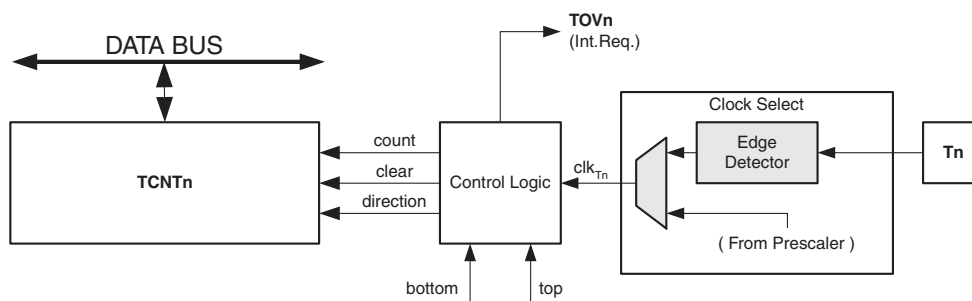 TOVn
(Int.Req.)
DATA BUS
Clock Select
TCNTn
count
clear
direction
Control Logic
clkTn
Edge
Detector
Tn
( From Prescaler )
bottom
top